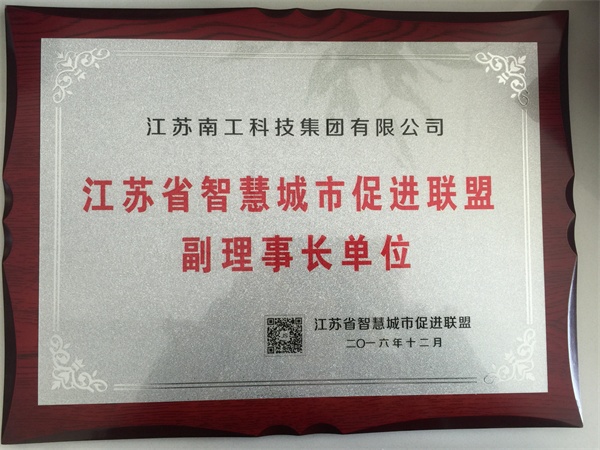 江苏南工科技集团有限公司
江苏省智慧城市促进联盟
副理事长单位
江苏省智慧城市促进联盟
二〇一六年十二月